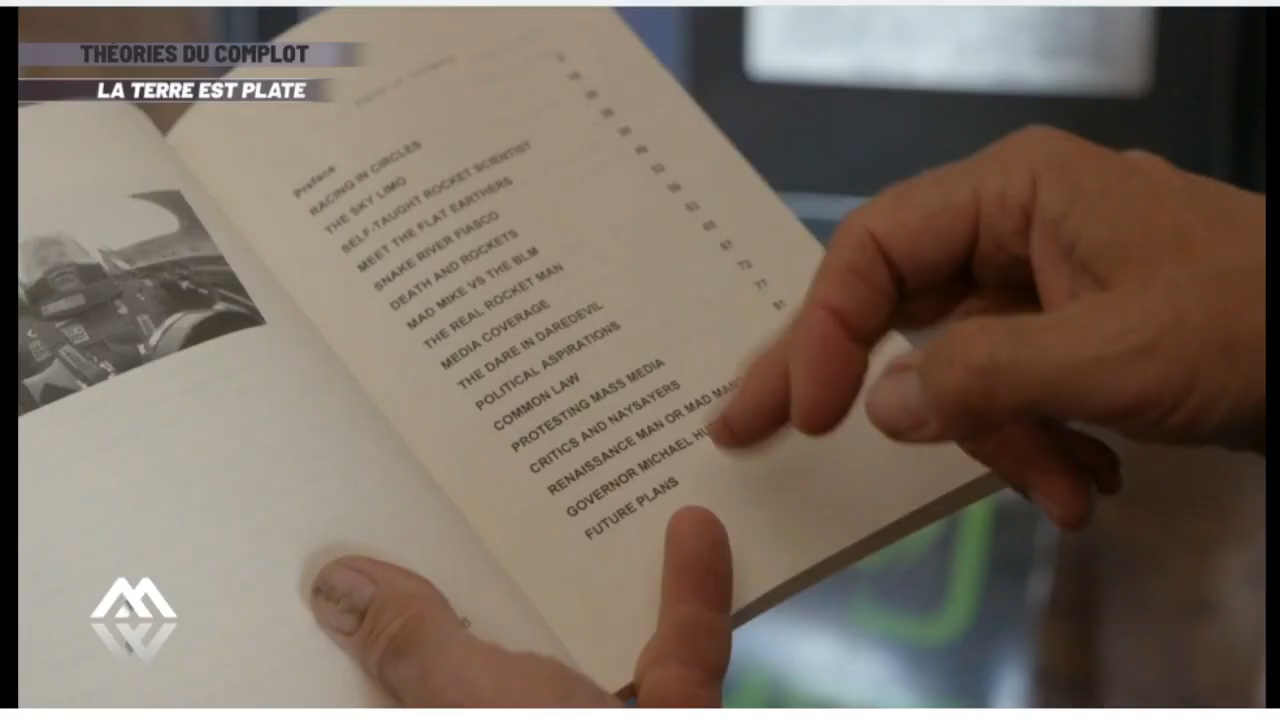 THÉORIES DU COMPLOT
LA TERRE EST PLATE
Preface
RACING IN CIRCLES
THE SKY LIMO
SELF-TAUGHT ROCKET SCIENTIST
MEET THE FLAT EARTHERS
SNAKE RIVER FIASCO
DEATH AND ROCKETS
MAD MIKE VS THE BLM
THE REAL ROCKET MAN
MEDIA COVERAGE
THE DARE IN DAREDEVIL
POLITICAL ASPIRATIONS
COMMON LAW
PROTESTING MASS MEDIA
CRITICS AND NAYSAYERS
RENAISSANCE MAN OR MAD MAN
GOVERNOR MICHAEL
FUTURE PLANS
72
77